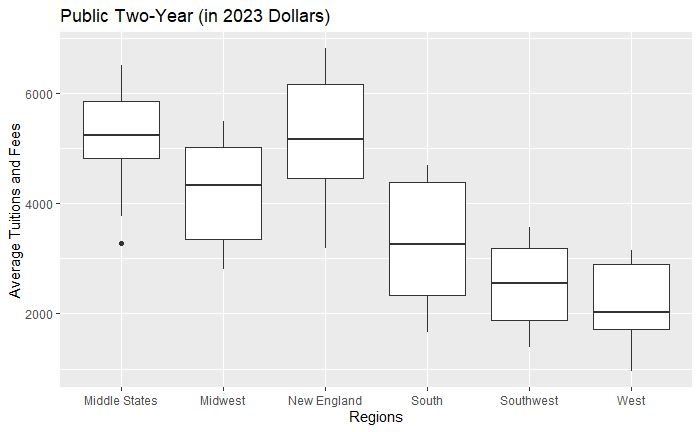 Public Two-Year (in 2023 Dollars)
Average Tuitions and Fees
6000
4000
2000
Middle States Midwest New England South Southwest West
Regions